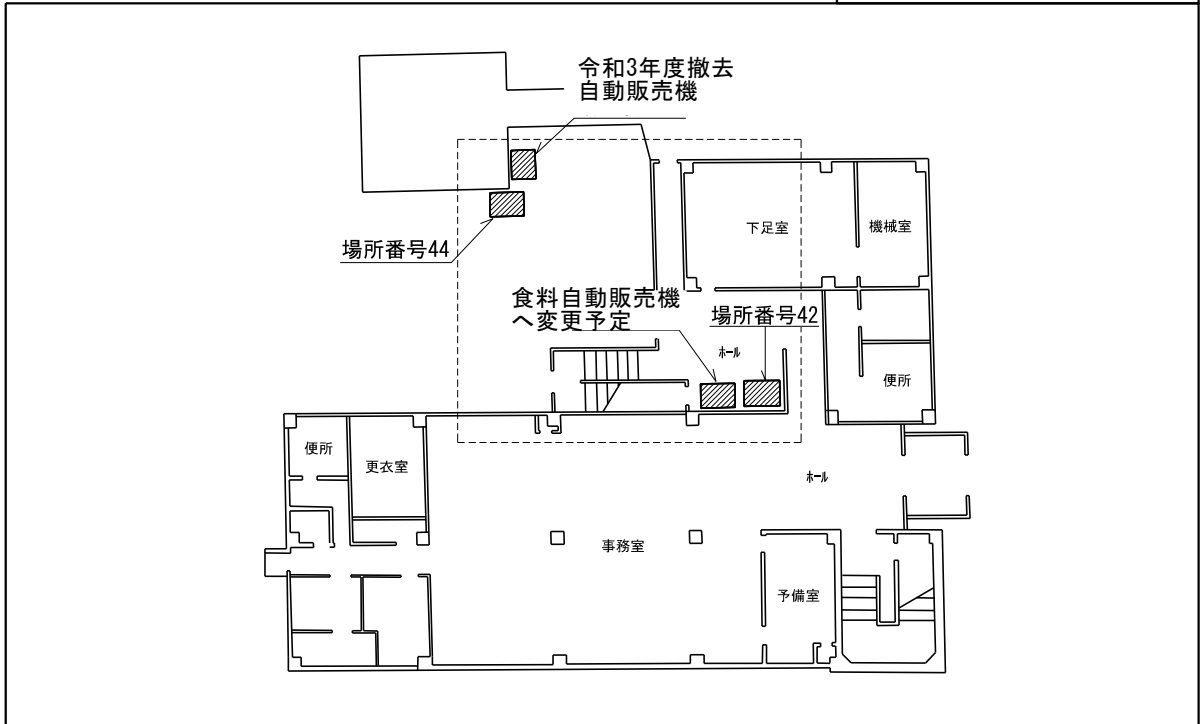 令和3年度撤去
自動販売機
場所番号44
下足室
機械室
食料自動販売機
へ変更予定
場所番号42
ﾎｰﾙ
便所
便所
更衣室
ﾎｰﾙ
事務室
予備室